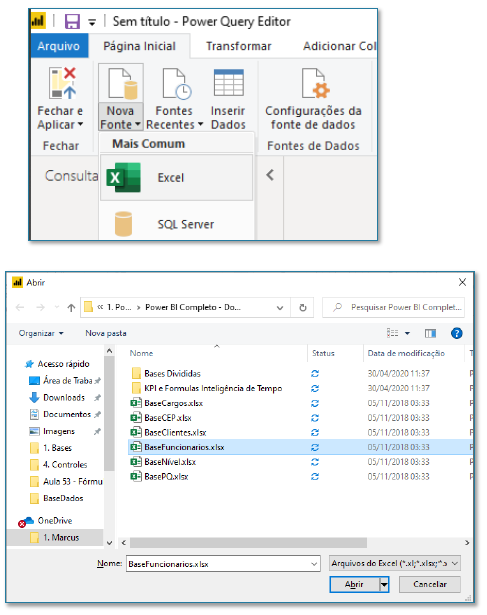 Sem título - Power Query Editor
Arquivo Página Inicial Transformar Adicionar Col
Fechar e Aplicar
Nova Fonte
Fontes Recentes
Inserir Dados
Configurações da fonte de dados
Fechar
Fontes de Dados
Mais Comum
Consulta
Excel
SQL Server
Abrir
« 1. Po... › Power BI Completo - Do...
Pesquisar Power BI Complet...
Organizar Nova pasta
Nome Status Data de modificação T
Acesso rápido
Área de Traba
Downloads
Documentos
Imagens
1. Bases
4. Controles
Aula 53 - Fórmu
BaseDados
OneDrive
1. Marcus
Bases Divididas 30/04/2020 11:37 P
KPI e Formulas Inteligência de Tempo 30/04/2020 11:37 P
BaseCargos.xlsx 05/11/2018 03:33 P
BaseCEP.xlsx 05/11/2018 03:33 P
BaseClientes.xlsx 05/11/2018 03:33 P
BaseFuncionarios.xlsx 05/11/2018 03:33 P
BaseNível.xlsx 05/11/2018 03:33 P
BasePQ.xlsx 05/11/2018 03:33 P
Nome: BaseFuncionarios.xlsx
Arquivos do Excel (*.xl;*.xlsx;*.x
Abrir Cancelar